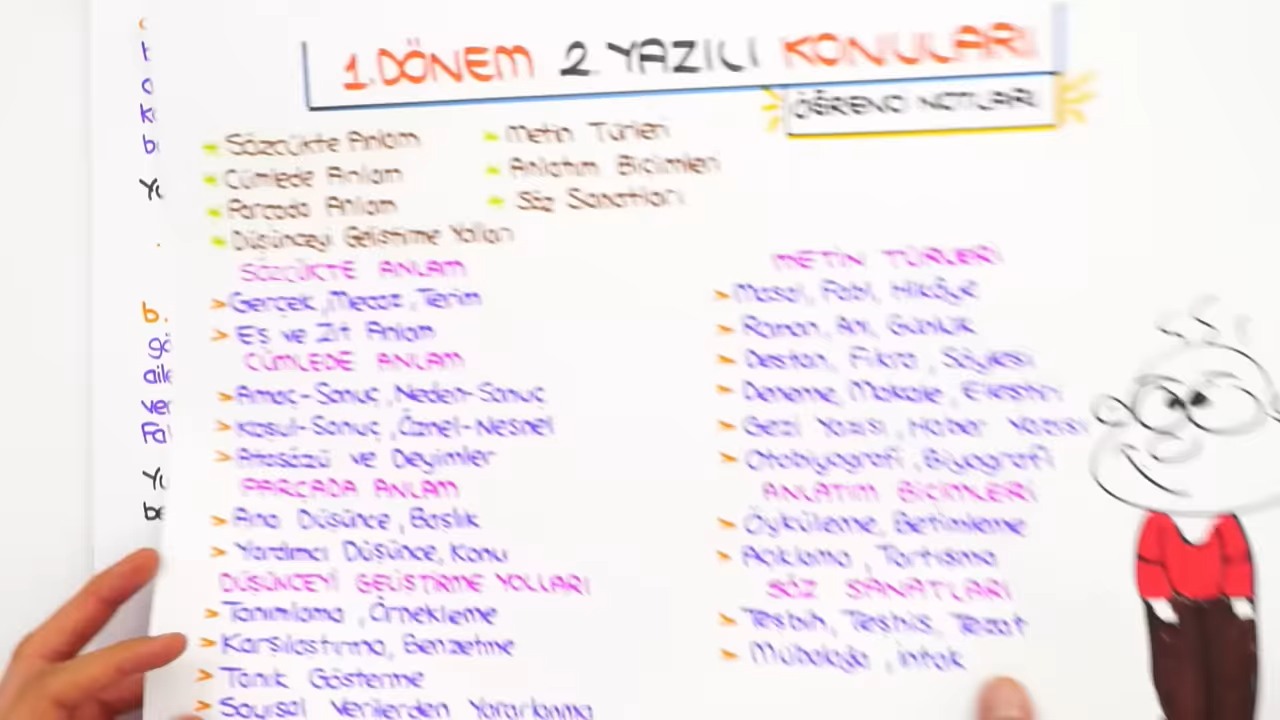 1. DÖNEM 2. YAZILI KONULARI
ÖĞRENCİ NOTLARI
Sözcükte Anlam
Cümlede Anlam
Parçada Anlam
Düşünceyi Geliştirme Yolları
Metin Türleri
Anlatım Biçimleri
Söz Sanatları
SÖZCÜKTE ANLAM
> Gerçek, Mecaz, Terim
> Eş ve Zıt Anlam
CÜMLEDE ANLAM
> Amaç-Sonuç, Neden-Sonuç
> Koşul-Sonuç, Öznel-Nesnel
> Atasözü ve Deyimler
PARÇADA ANLAM
> Ana Düşünce, Başlık
> Yardımcı Düşünce, Konu
DÜŞÜNCEYİ GELİŞTİRME YOLLARI
> Tanımlama, Örnekleme
> Karşılaştırma, Benzetme
> Tanık Gösterme
> Sayısal Verilerden Yararlanma
METİN TÜRLERİ
> Masal, Fabl, Hikâye
> Roman, Anı, Günlük
> Destan, Fıkra, Söyleşi
> Deneme, Makale, Eleştiri
> Gezi Yazısı, Haber Yazısı
> Otobiyografi, Biyografi
ANLATIM BİÇİMLERİ
> Öyküleme, Betimleme
> Açıklama, Tartışma
SÖZ SANATLARI
> Teşbih, Teşhis, Tezat
> Mübalağa, İntak